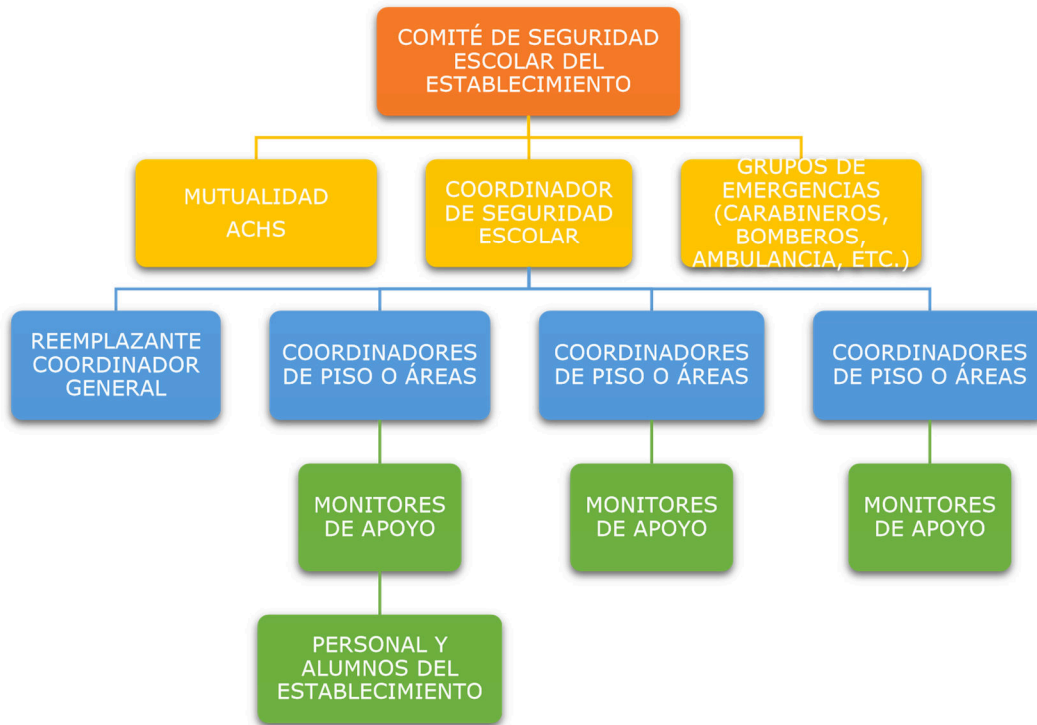 COMITÉ DE SEGURIDAD
ESCOLAR DEL
ESTABLECIMIENTO
MUTUALIDAD
ACHS
COORDINADOR
DE SEGURIDAD
ESCOLAR
GRUPOS DE
EMERGENCIAS
(CARABINEROS,
BOMBEROS,
AMBULANCIA, ETC.)
REEMPLAZANTE
COORDINADOR
GENERAL
COORDINADORES
DE PISO O ÁREAS
COORDINADORES
DE PISO O ÁREAS
COORDINADORES
DE PISO O ÁREAS
MONITORES
DE APOYO
MONITORES
DE APOYO
MONITORES
DE APOYO
PERSONAL Y
ALUMNOS DEL
ESTABLECIMIENTO